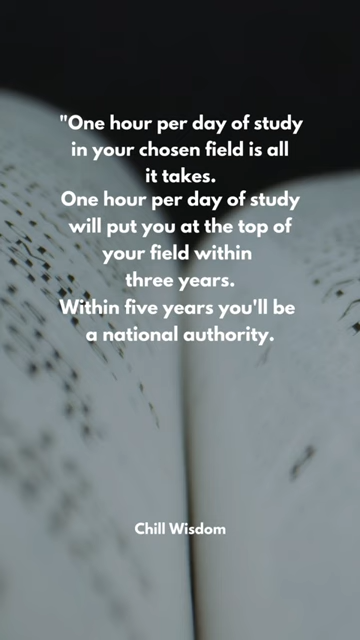 "One hour per day of study
in your chosen field is all
it takes.
One hour per day of study
will put you at the top of
your field within
three years.
Within five years you'll be
a national authority.
Chill Wisdom